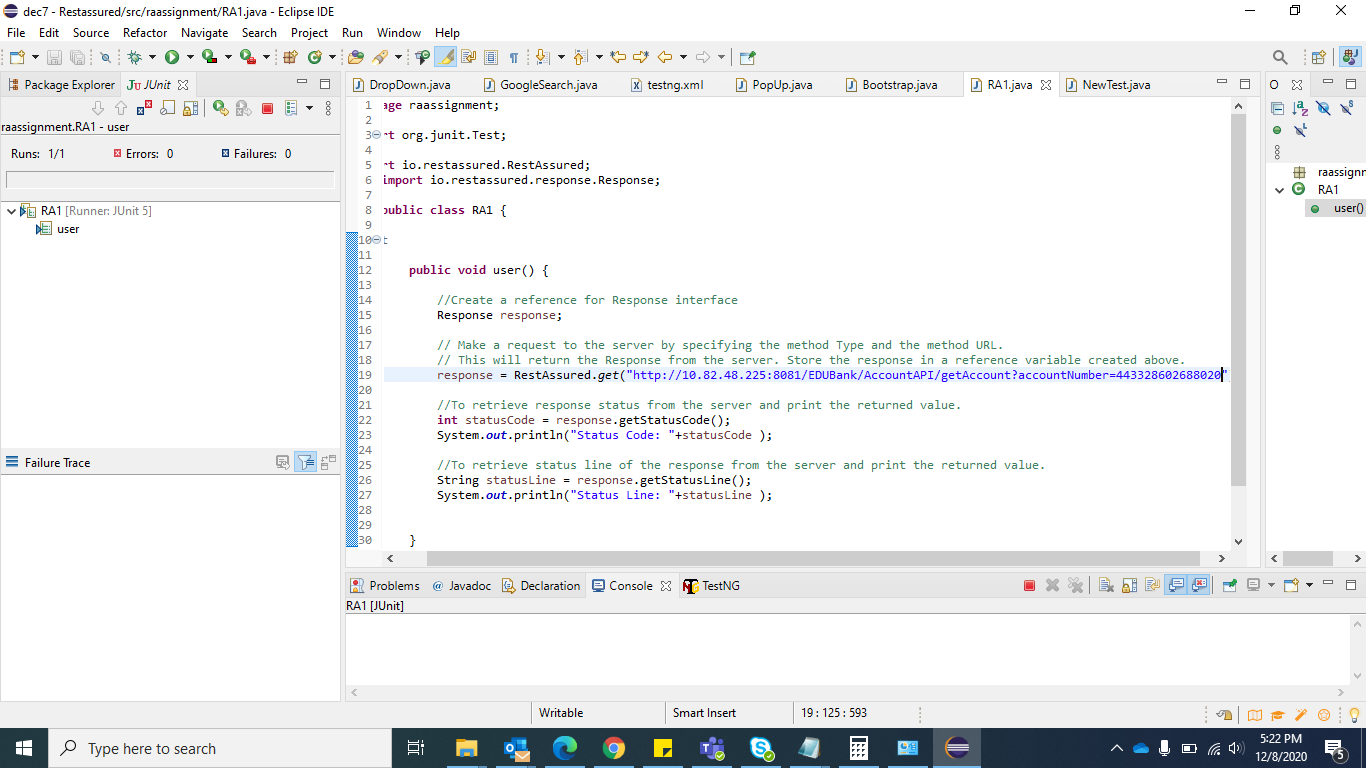 dec7 - Restassured/src/raassignment/RA1.java - Eclipse IDE
File Edit Source Refactor Navigate Search Project Run Window Help
Package Explorer JUnit
raassignment.RA1 - user
Runs: 1/1 Errors: 0 Failures: 0
RA1 [Runner: JUnit 5]
user
Failure Trace
DropDown.java GoogleSearch.java testng.xml PopUp.java Bootstrap.java RA1.java NewTest.java
1 age raassignment;
2
3 rt org.junit.Test;
4
5 rt io.restassured.RestAssured;
6 import io.restassured.response.Response;
7
8 public class RA1 {
9
10 t
11
12 public void user() {
13
14 //Create a reference for Response interface
15 Response response;
16
17 // Make a request to the server by specifying the method Type and the method URL.
18 // This will return the Response from the server. Store the response in a reference variable created above.
19 response = RestAssured.get("http://10.82.48.225:8081/EDUBank/AccountAPI/getAccount?accountNumber=443328602688020"
20
21 //To retrieve response status from the server and print the returned value.
22 int statusCode = response.getStatusCode();
23 System.out.println("Status Code: "+statusCode );
24
25 //To retrieve status line of the response from the server and print the returned value.
26 String statusLine = response.getStatusLine();
27 System.out.println("Status Line: "+statusLine );
28
29
30 }
O
raassignr
RA1
user()
Problems @ Javadoc Declaration Console TestNG
RA1 [JUnit]
Writable Smart Insert 19 : 125 : 593
Type here to search
5:22 PM
12/8/2020
5